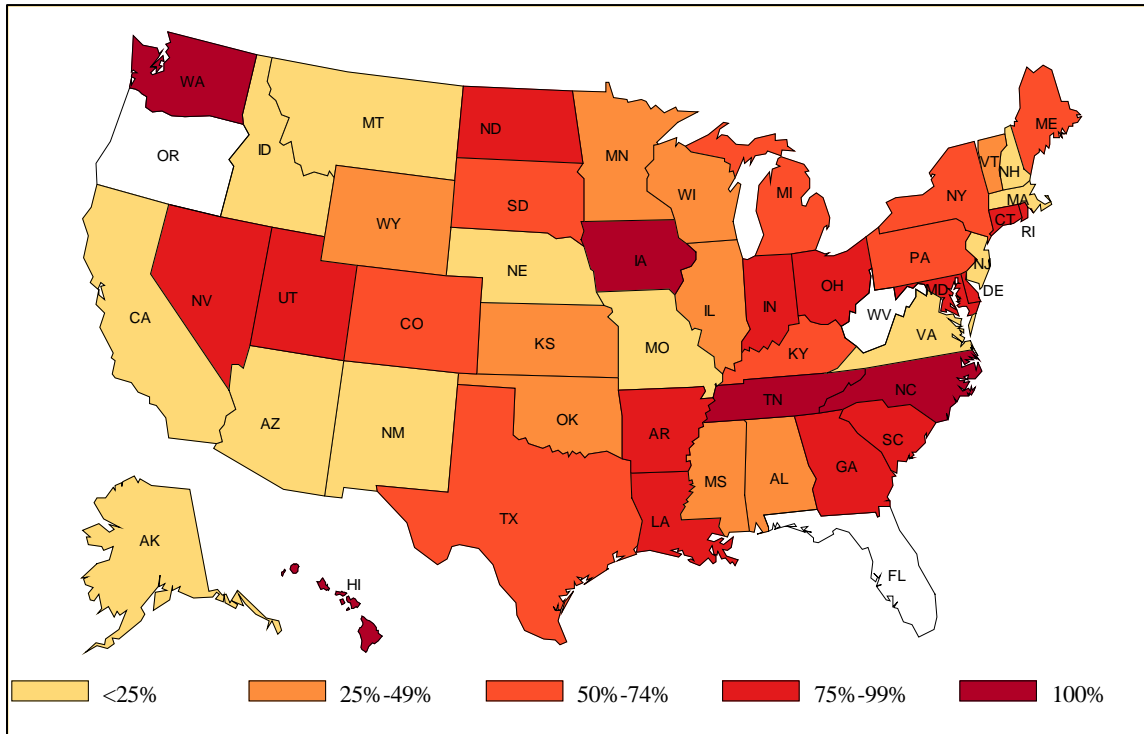 WA
MT
ND
ME
OR
ID
MN
VT
NH
WI
MI
NY
MA
SD
WY
CT
RI
IA
PA
NE
NJ
NV
UT
OH
MD
DE
IN
IL
WV
CA
CO
VA
KS
MO
KY
NC
TN
AZ
NM
OK
AR
SC
GA
MS
AL
TX
LA
AK
HI
FL
<25%
25%-49%
50%-74%
75%-99%
100%